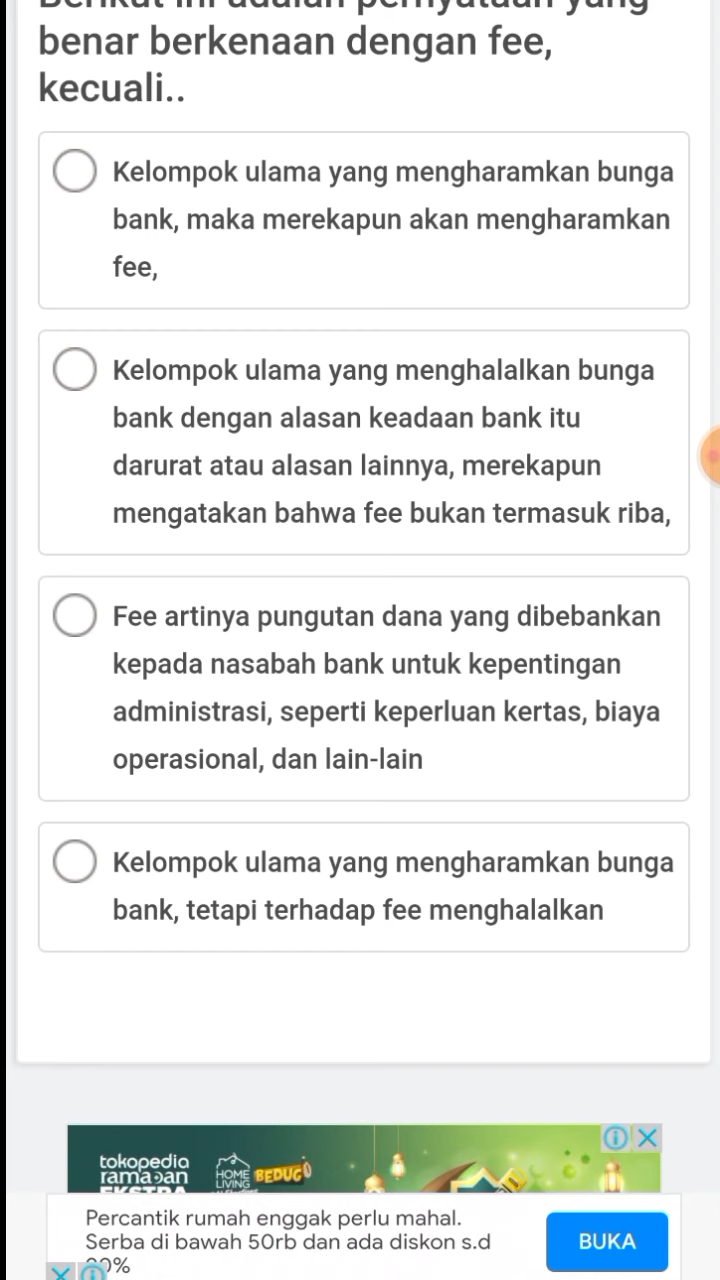 benar berkenaan dengan fee,
kecuali..
Kelompok ulama yang mengharamkan bunga
bank, maka merekapun akan mengharamkan
fee,
Kelompok ulama yang menghalalkan bunga
bank dengan alasan keadaan bank itu
darurat atau alasan lainnya, merekapun
mengatakan bahwa fee bukan termasuk riba,
Fee artinya pungutan dana yang dibebankan
kepada nasabah bank untuk kepentingan
administrasi, seperti keperluan kertas, biaya
operasional, dan lain-lain
Kelompok ulama yang mengharamkan bunga
bank, tetapi terhadap fee menghalalkan
tokopedia
HOME
LIVING
BEDUG
Percantik rumah enggak perlu mahal.
Serba di bawah 50rb dan ada diskon s.d
BUKA